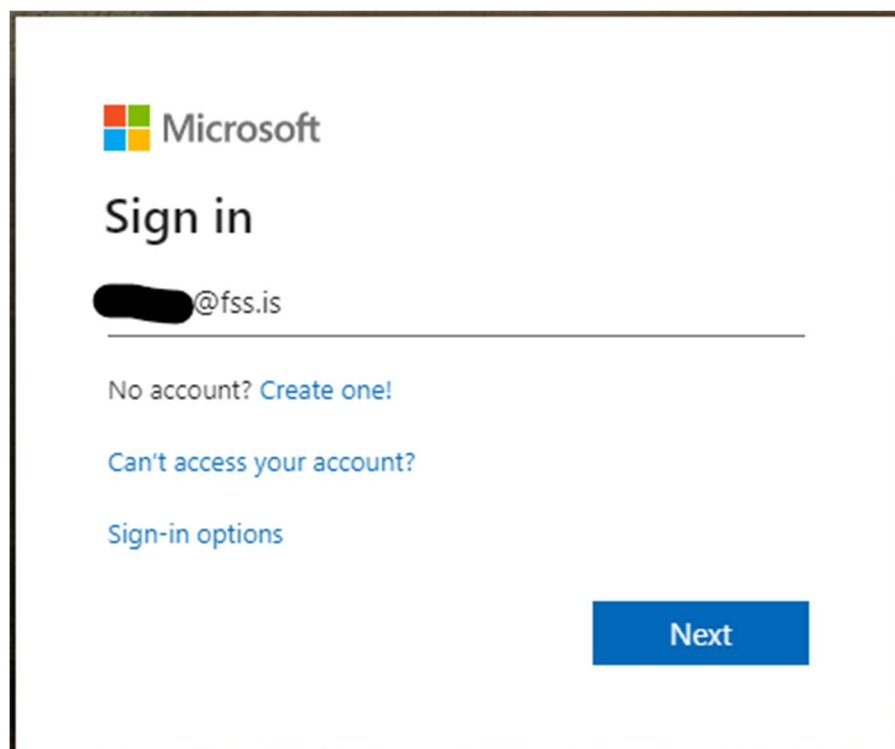 Microsoft
Sign in
@fss.is
No account? Create one!
Can't access your account?
Sign-in options
Next